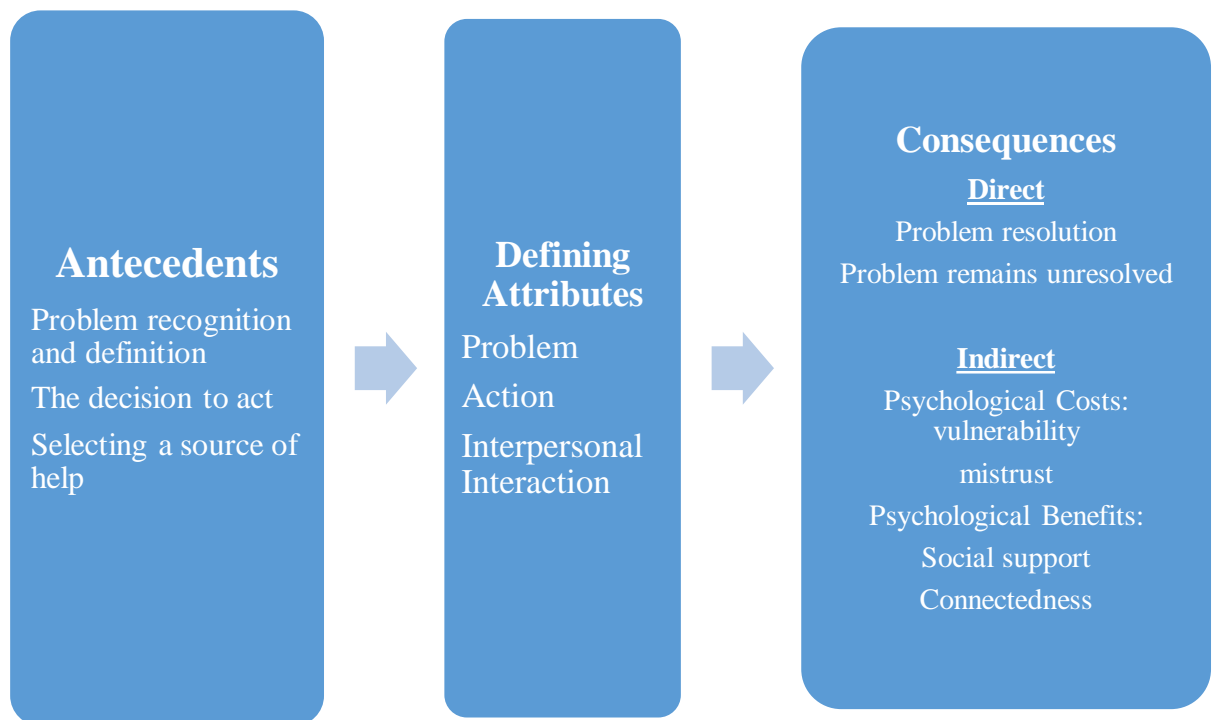 Antecedents
Problem recognition
and definition
The decision to act
Selecting a source of
help
Defining
Attributes
Problem
Action
Interpersonal
Interaction
Consequences
Direct
Problem resolution
Problem remains unresolved
Indirect
Psychological Costs:
vulnerability
mistrust
Psychological Benefits:
Social support
Connectedness